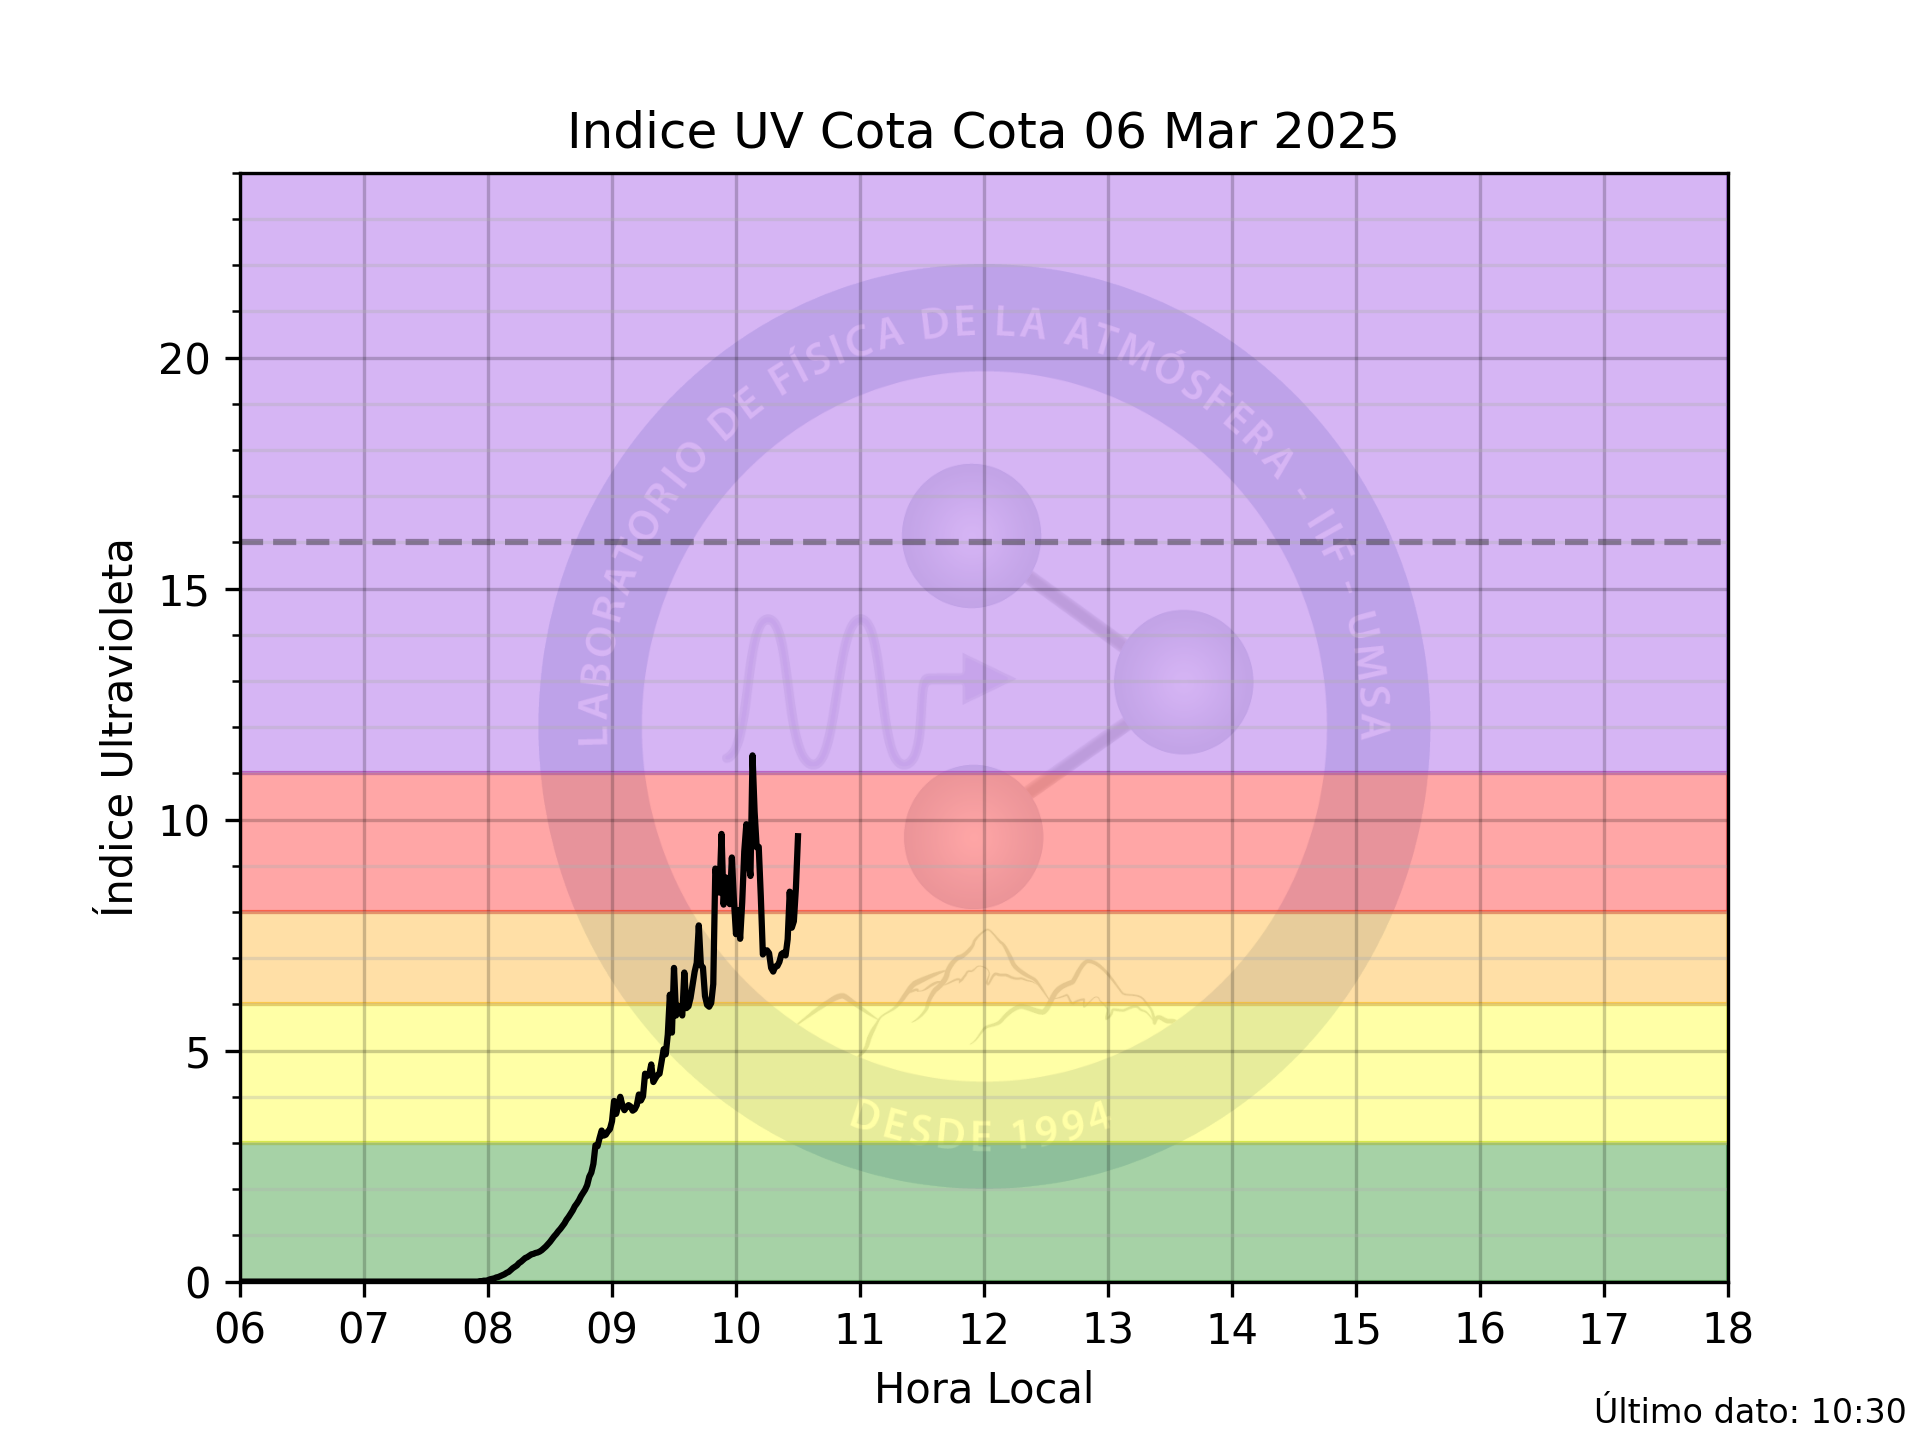 Indice UV Cota Cota 06 Mar 2025
Índice Ultravioleta
20
15
10
5
0
LABORATORIO DE FÍSICA DE LA ATMÓSFERA - IIF - UMSA
DESDE 1994
06 07 08 09 10 11 12 13 14 15 16 17 18
Hora Local
Último dato: 10:30